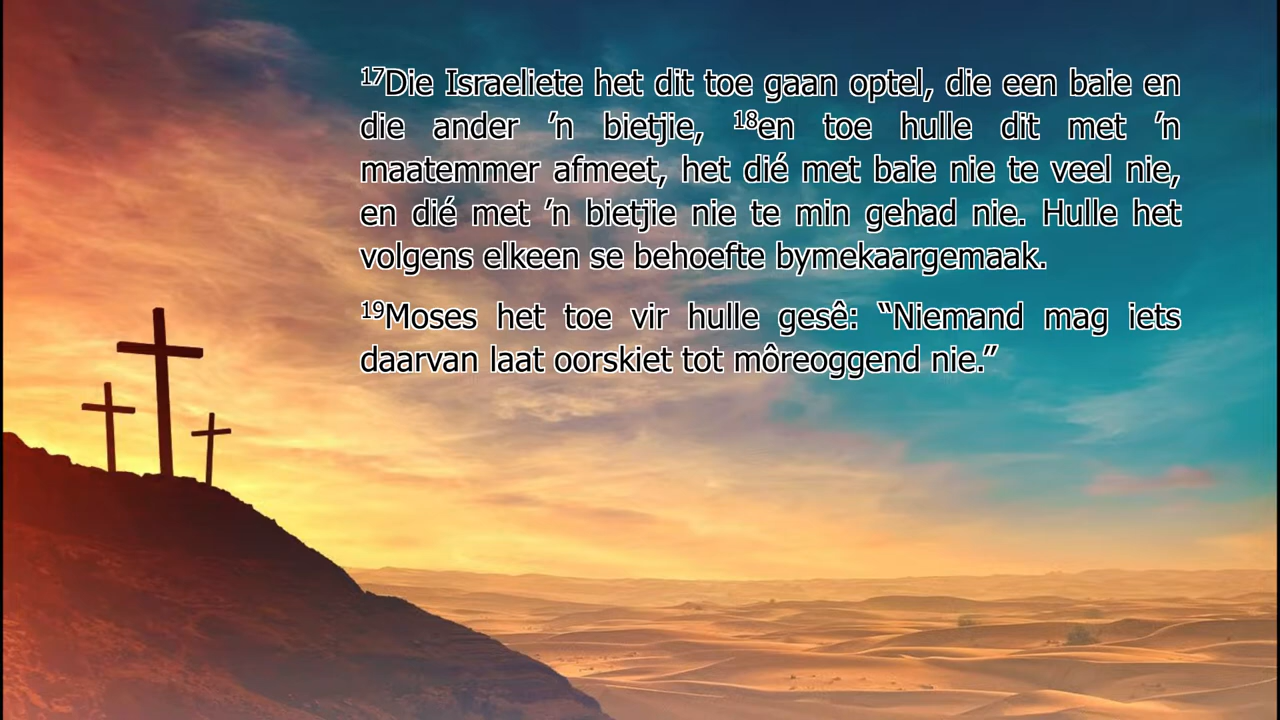 ¹⁷Die Israeliete het dit toe gaan optel, die een baie en
die ander ’n bietjie, ¹⁸en toe hulle dit met ’n
maatemmer afmeet, het dié met baie nie te veel nie,
en dié met ’n bietjie nie te min gehad nie. Hulle het
volgens elkeen se behoefte bymekaargemaak.
¹⁹Moses het toe vir hulle gesê: “Niemand mag iets
daarvan laat oorskiet tot môreoggend nie.”